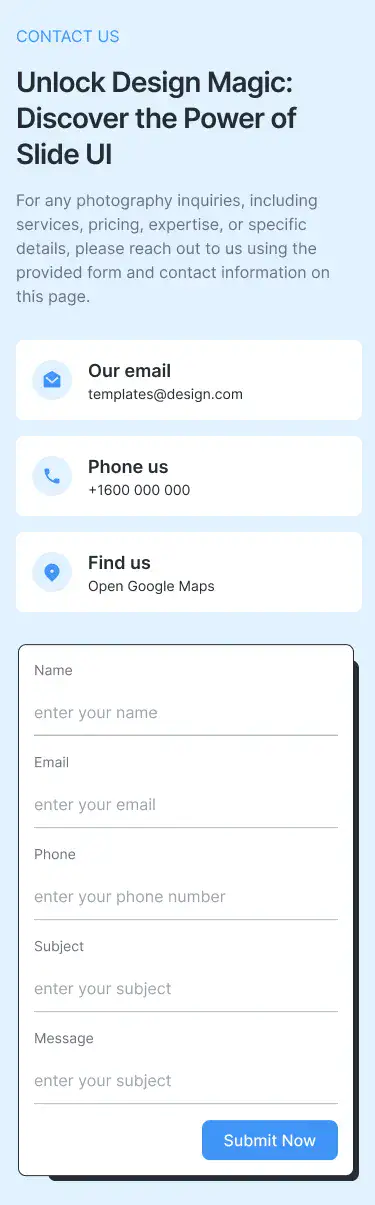 CONTACT US
Unlock Design Magic:
Discover the Power of
Slide UI
For any photography inquiries, including
services, pricing, expertise, or specific
details, please reach out to us using the
provided form and contact information on
this page.
Our email
templates@design.com
Phone us
+1600 000 000
Find us
Open Google Maps
Name
enter your name
Email
enter your email
Phone
enter your phone number
Subject
enter your subject
Message
enter your subject
Submit Now